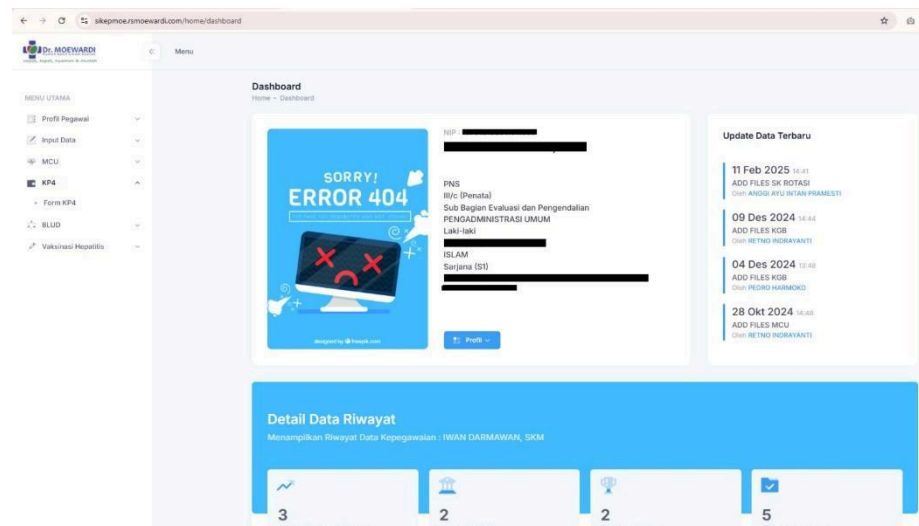 sikepmoe.rsmoewardi.com/home/dashboard
Dr. MOEWARDI
Menu
MENU UTAMA
Profil Pegawai
Input Data
MCU
KP4
Form KP4
BLUD
Vaksinasi Hepatitis
Dashboard
Home - Dashboard
SORRY!
ERROR 404
designed by freepik.com
NIP :
PNS
III/c (Penata)
Sub Bagian Evaluasi dan Pengendalian
PENGADMINISTRASI UMUM
Laki-laki
ISLAM
Sarjana (S1)
Profil
Update Data Terbaru
11 Feb 2025 14:41
ADD FILES SK ROTASI
Oleh ANGGI AYU INTAN PRAMESTI
09 Des 2024 14:44
ADD FILES KGB
Oleh RETNO INDRAYANTI
04 Des 2024 13:48
ADD FILES KGB
Oleh PEDRO HARMOKO
28 Okt 2024 14:46
ADD FILES MCU
Oleh RETNO INDRAYANTI
Detail Data Riwayat
Menampilkan Riwayat Data Kepegawaian : IWAN DARMAWAN, SKM
3
2
2
5